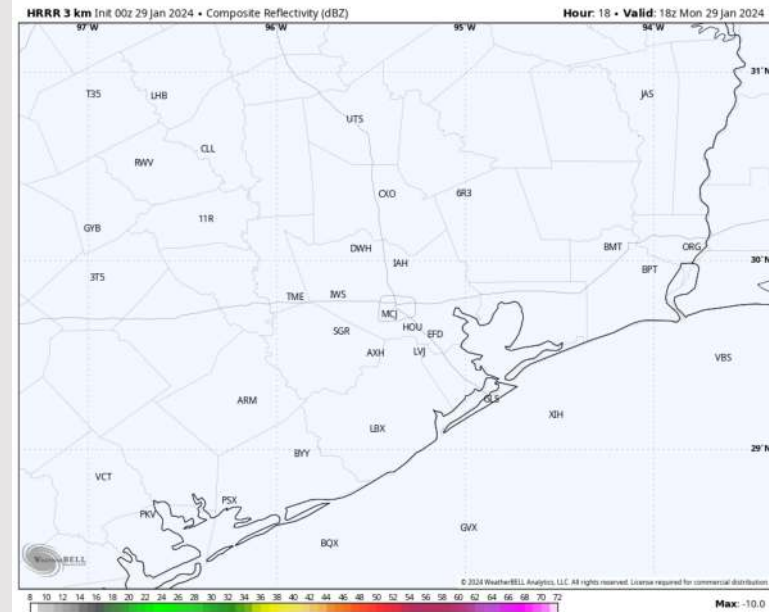 HRRR 3 km Init 00z 29 Jan 2024 • Composite Reflectivity (dBZ) Hour: 18 • Valid: 18z Mon 29 Jan 2024
97°W 96°W 95°W 94°W
31°N
T35 LHB JAS
UTS
CLL
RWV
CXO 6R3
11R
GYB
DWH BMT ORG
30°N
IAH BPT
3T5
TME IWS
MCJ
HOU
SGR EFD
AXH LVJ
VBS
ARM GLS
XIH
LBX
29°N
BYY
VCT
PSX
PKV
GVX
BQX
WeatherBELL
© 2024 WeatherBELL Analytics, LLC. All rights reserved. License required for commercial distribution.
8 10 12 14 16 18 20 22 24 26 28 30 32 34 36 38 40 42 44 46 48 50 52 54 56 58 60 62 64 66 68 70 72
Max: -10.0